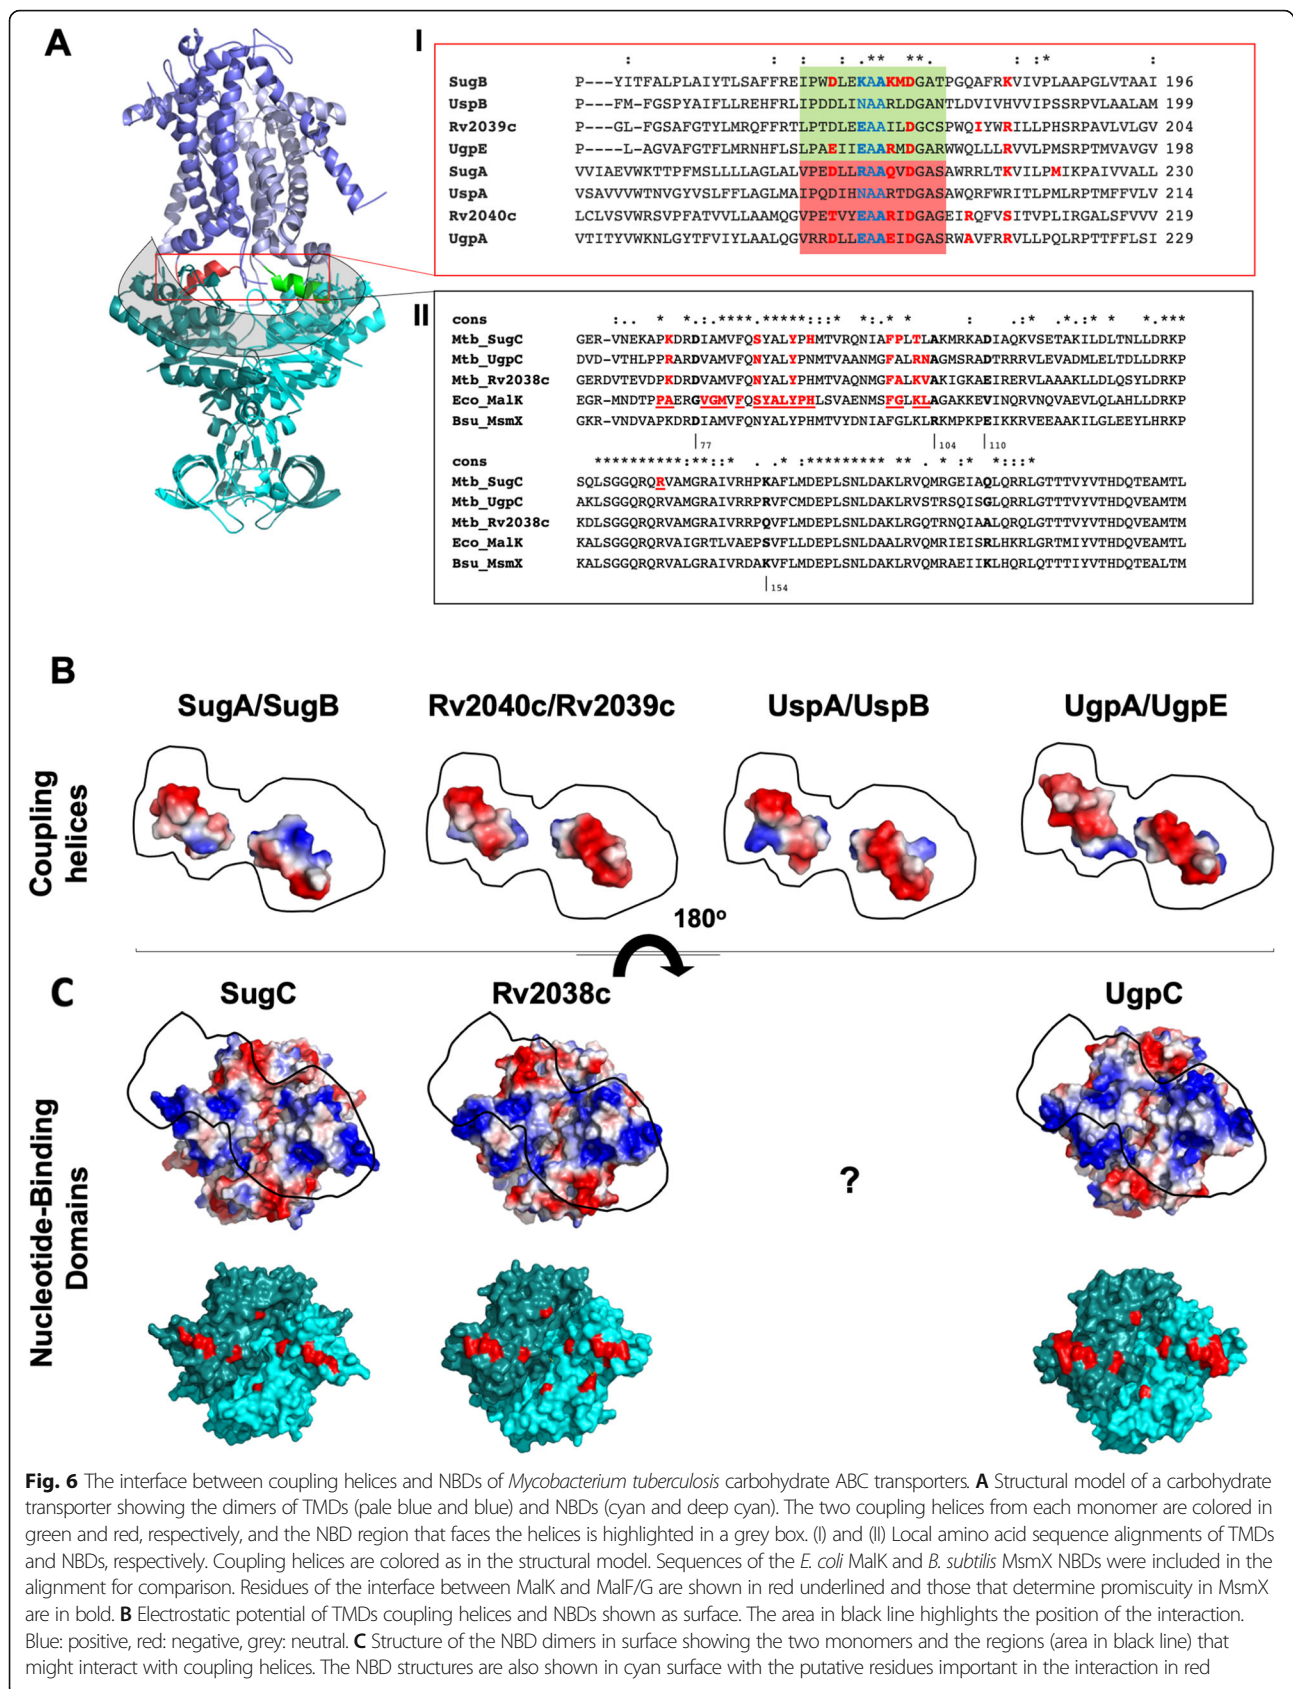 A
I
: : : .** **. : :* :
SugB P---YITFALPLAIYTLSAFFREIPWDLEKAAKMDGATPGQAFRKVIVPLAAPGLVTAAI 196
UspB P---FM-FGSPYAIFLLREHFRLIPDDLINAARLDGANTLDVIVHVVIPSSRPVLAALAM 199
Rv2039c P---GL-FGSAFGTYLMRQFFRTLPTDLEEAAILDGCSPWQIYWRILLPHSRPAVLVLGV 204
UgpE P----L-AGVAFGTFLMRNHFLSLPAEIIEAARMDGARWWQLLLRVVLPMSRPTMVAVGV 198
SugA VVIAEVWKTTPFMSLLLLAGLALVPEDLLRAAQVDGASAWRRLTKVILPMIKPAIVVALL 230
UspA VSAVVVWTNVGYVSLFFLAGLMAIPQDIHNAARTDGASAWQRFWRITLPMLRPTMFFVLV 214
Rv2040c LCLVSVWRSVPFATVVLLAAMQGVPETVYEAARIDGAGEIRQFVSITVPLIRGALSFVVV 219
UgpA VTITYVWKNLGYTFVIYLAALQGVRRDLLEAAEIDGASRWAVFRRVLLPQLRPTTFFLSI 229
II
cons
Mtb_SugC GER-VNEKAPKDRDVAMVFQSYALYPHMTVRQNIAFPLTLAKMRKADIAQKVSETAKILDLTNLLDRKP
Mtb_UgpC DVD-VTHLPPRARDVAMVFQNYALYPNMTVAANMGFALRNAGMSRADTRRRVLEVADMLELTDLLDRKP
Mtb_Rv2038c GERDVTEVDPKDRDVAMVFQNYALYPHMTVAQNMGFALKVAKIGKAEIRERVLAAAKLLDLQSYLDRKP
Eco_MalK EGR-MNDTPPAERGVGMVFQSYALYPHLSVAENMSFGLKLAGAKKEVINQRVNQVAEVLQLAHLLDRKP
Bsu_MsmX GKR-VNDVAPKDRDIAMVFQNYALYPHMTVYDNIAFGLKLRKMPKPEIKKRVEEAAKILGLEEYLHRKP
77 104 110
cons
Mtb_SugC SQLSGGQRQRVAMGRAIVRHPKAFLMDEPLSNLDAKLRVQMRGEIAQLQRRLGTTTVYVTHDQTEAMTL
Mtb_UgpC AKLSGGQRQRVAMGRAIVRRPRVFCMDEPLSNLDAKLRVSTRSQISGLQRRLGTTTVYVTHDQVEAMTM
Mtb_Rv2038c KDLSGGQRQRVAMGRAIVRRPQVFLMDEPLSNLDAKLRGQTRNQIAALQRQLGTTTVYVTHDQVEAMTM
Eco_MalK KALSGGQRQRVAIGRTLVAEPSVFLLDEPLSNLDAALRVQMRIEISRLHKRLGRTMIYVTHDQVEAMTL
Bsu_MsmX KALSGGQRQRVALGRAIVRDAKVFLMDEPLSNLDAKLRVQMRAEIIKLHQRLQTTTIYVTHDQTEALTM
154
B
SugA/SugB Rv2040c/Rv2039c UspA/UspB UgpA/UgpE
Coupling
helices
180º
C
SugC Rv2038c UgpC
?
Nucleotide-Binding
Domains
Fig. 6 The interface between coupling helices and NBDs of Mycobacterium tuberculosis carbohydrate ABC transporters. A Structural model of a carbohydrate
transporter showing the dimers of TMDs (pale blue and blue) and NBDs (cyan and deep cyan). The two coupling helices from each monomer are colored in
green and red, respectively, and the NBD region that faces the helices is highlighted in a grey box. (I) and (II) Local amino acid sequence alignments of TMDs
and NBDs, respectively. Coupling helices are colored as in the structural model. Sequences of the E. coli MalK and B. subtilis MsmX NBDs were included in the
alignment for comparison. Residues of the interface between MalK and MalF/G are shown in red underlined and those that determine promiscuity in MsmX
are in bold. B Electrostatic potential of TMDs coupling helices and NBDs shown as surface. The area in black line highlights the position of the interaction.
Blue: positive, red: negative, grey: neutral. C Structure of the NBD dimers in surface showing the two monomers and the regions (area in black line) that
might interact with coupling helices. The NBD structures are also shown in cyan surface with the putative residues important in the interaction in red